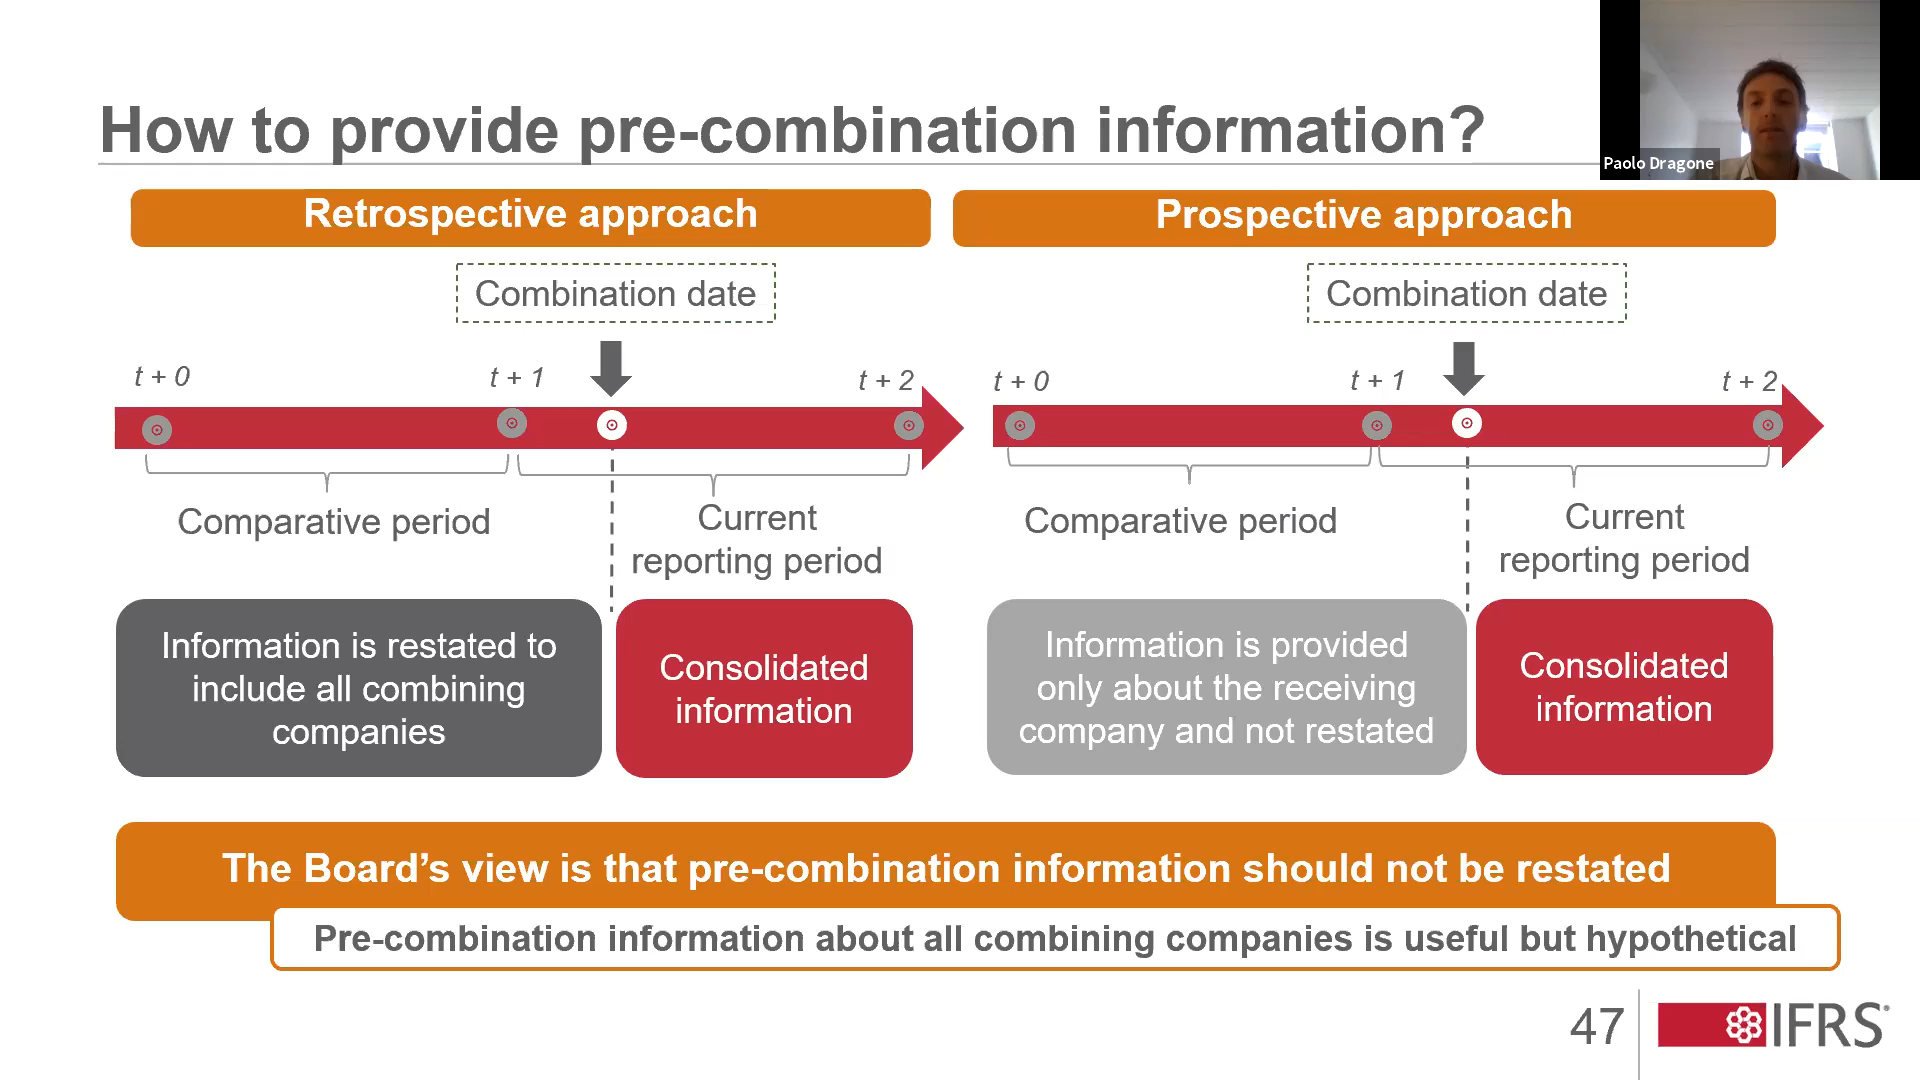 How to provide pre-combination information?
Paolo Dragone
Retrospective approach
Combination date
t + 0
t + 1
t + 2
Comparative period
Current
reporting period
Information is restated to
include all combining
companies
Consolidated
information
Prospective approach
Combination date
t + 0
t + 1
t + 2
Comparative period
Current
reporting period
Information is provided
only about the receiving
company and not restated
Consolidated
information
The Board’s view is that pre-combination information should not be restated
Pre-combination information about all combining companies is useful but hypothetical
47
IFRS